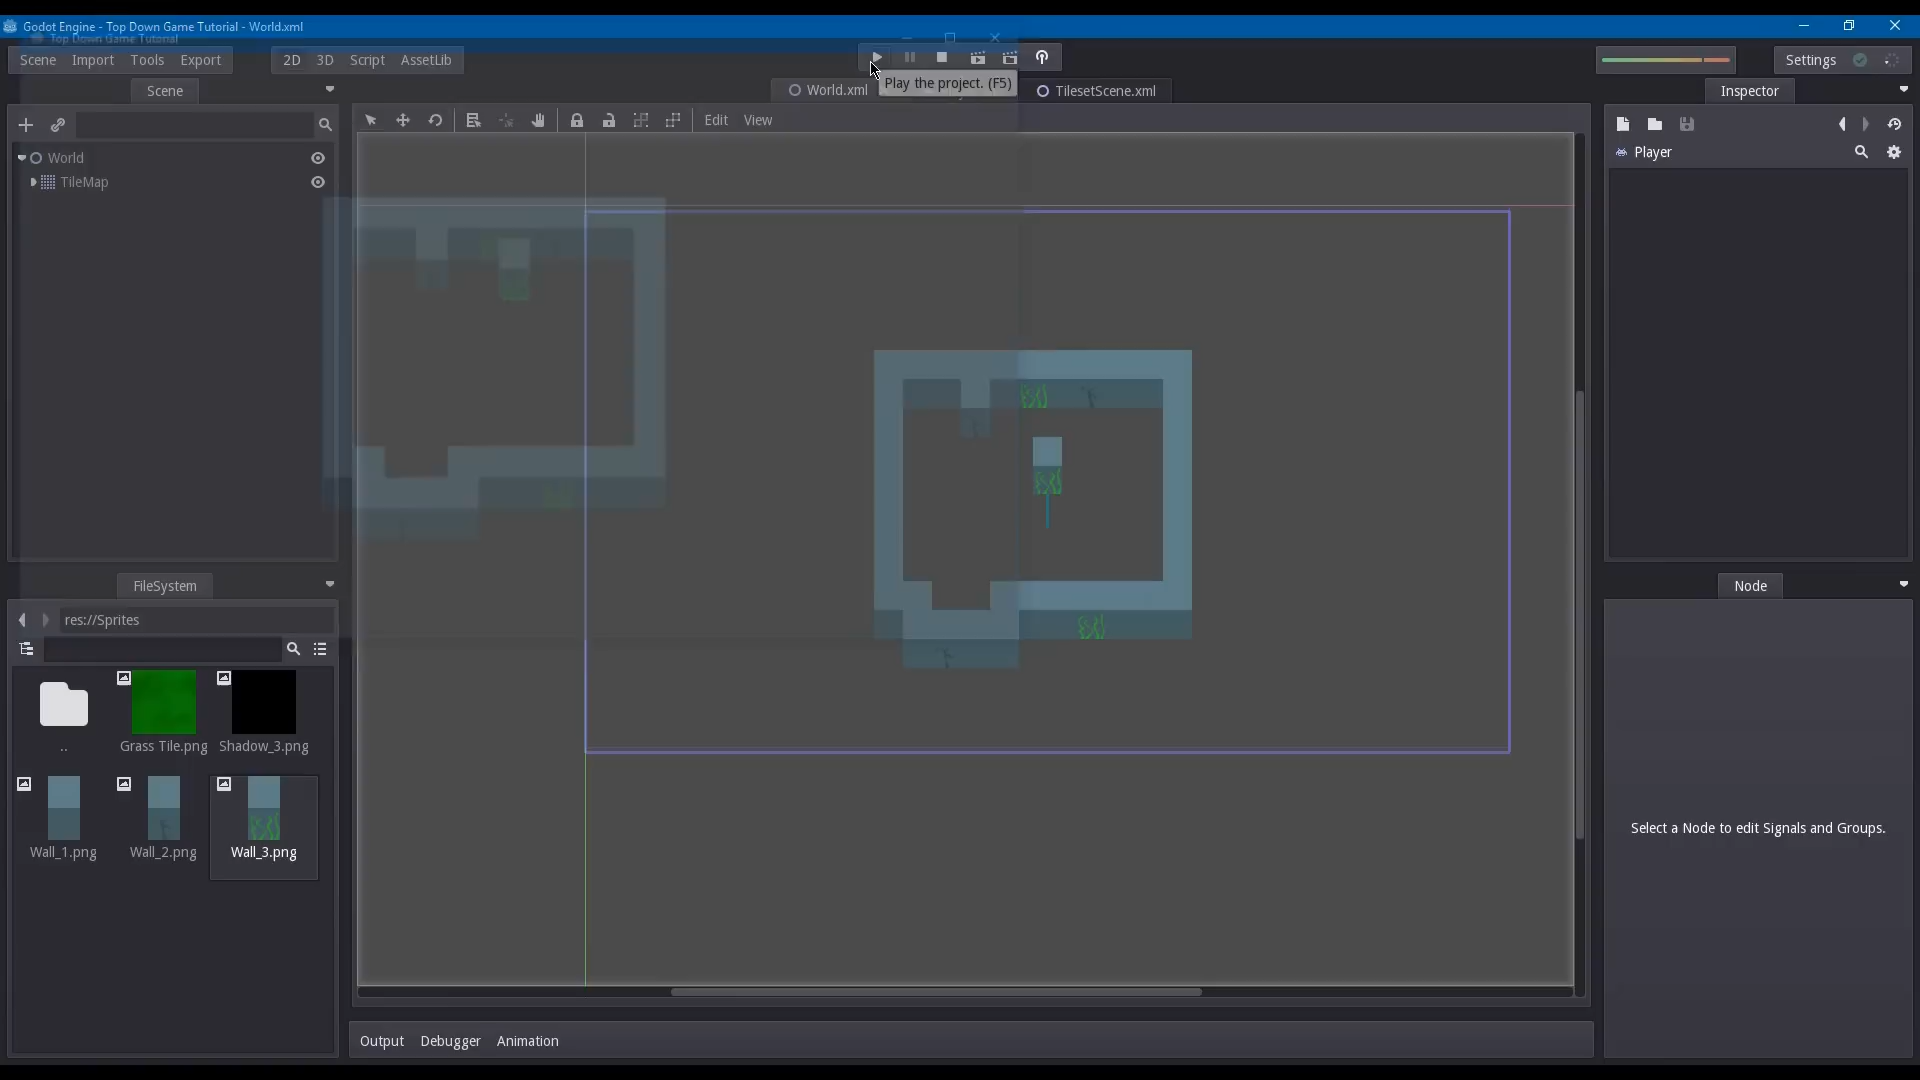 Godot Engine - Top Down Game Tutorial - World.xml
Top Down Game Tutorial
Scene Import Tools Export
2D 3D Script AssetLib
Settings
Play the project. (F5)
Scene
World.xml
TilesetScene.xml
Inspector
Edit View
World
TileMap
Player
FileSystem
Node
res://Sprites
..
Grass Tile.png
Shadow_3.png
Wall_1.png
Wall_2.png
Wall_3.png
Select a Node to edit Signals and Groups.
Output Debugger Animation